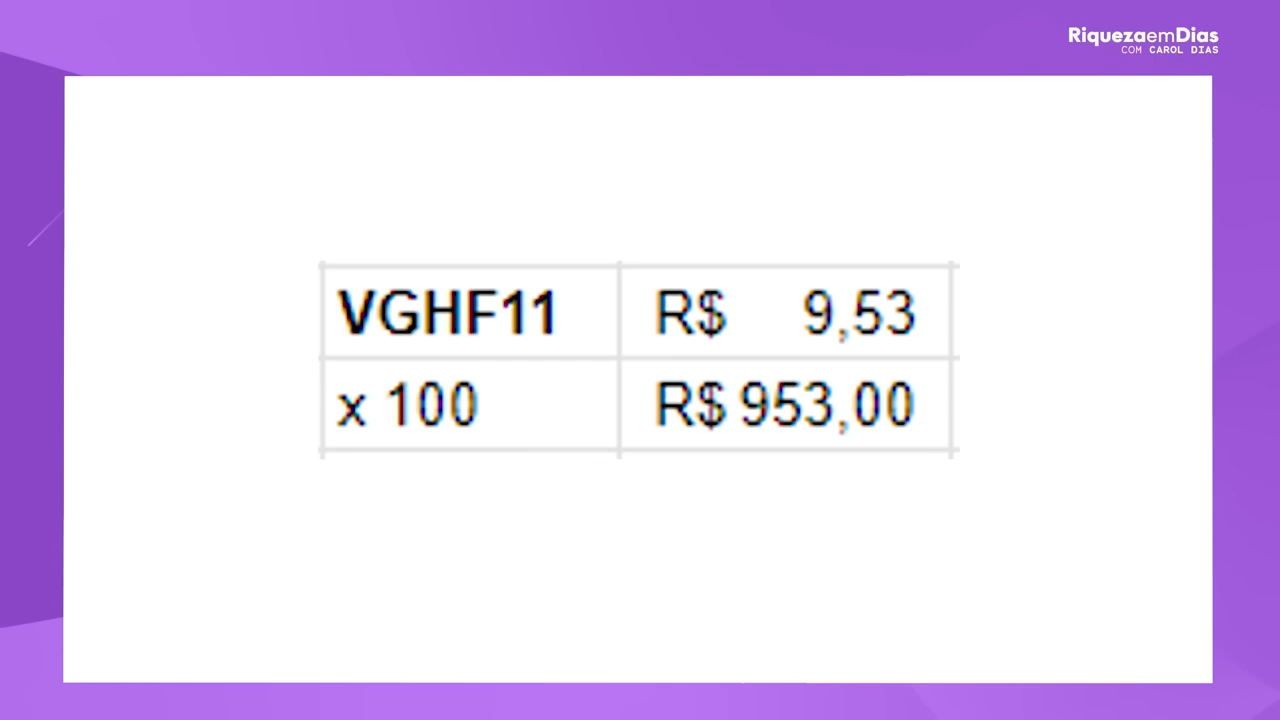 RiquezaemDias
COM CAROL DIAS
VGHF11 R$ 9,53
x 100 R$ 953,00